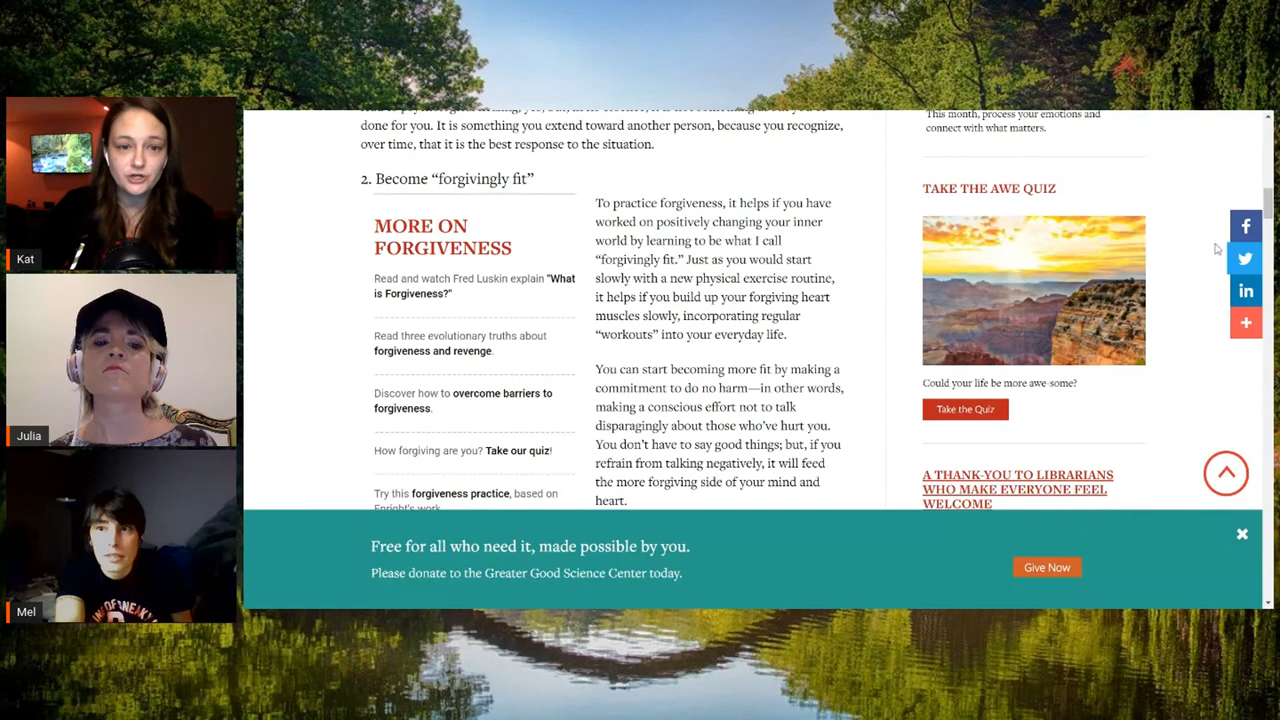 Kat
Julia
Mel
done for you. It is something you extend toward another person, because you recognize,
over time, that it is the best response to the situation.
2. Become “forgivingly fit”
MORE ON
FORGIVENESS
Read and watch Fred Luskin explain "What
is Forgiveness?"
Read three evolutionary truths about
forgiveness and revenge.
Discover how to overcome barriers to
forgiveness.
How forgiving are you? Take our quiz!
Try this forgiveness practice, based on
Enright's work.
To practice forgiveness, it helps if you have
worked on positively changing your inner
world by learning to be what I call
“forgivingly fit.” Just as you would start
slowly with a new physical exercise routine,
it helps if you build up your forgiving heart
muscles slowly, incorporating regular
“workouts” into your everyday life.
You can start becoming more fit by making a
commitment to do no harm—in other words,
making a conscious effort not to talk
disparagingly about those who’ve hurt you.
You don’t have to say good things; but, if you
refrain from talking negatively, it will feed
the more forgiving side of your mind and
heart.
This month, process your emotions and
connect with what matters.
TAKE THE AWE QUIZ
Could your life be more awe-some?
Take the Quiz
A THANK-YOU TO LIBRARIANS
WHO MAKE EVERYONE FEEL
WELCOME
Free for all who need it, made possible by you.
Please donate to the Greater Good Science Center today.
Give Now